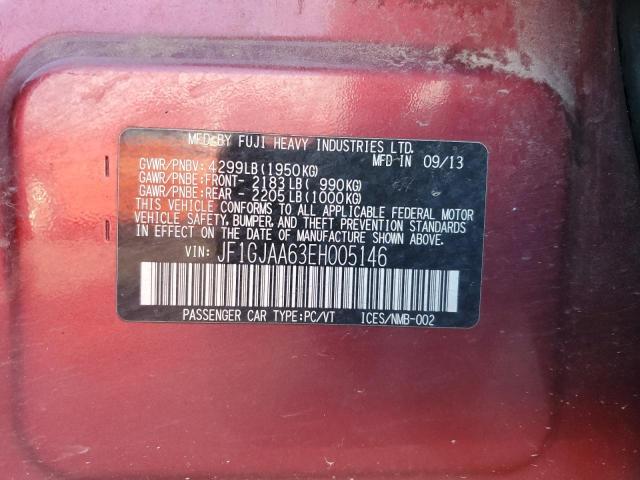 MFD.BY FUJI HEAVY INDUSTRIES LTD.
MFD IN 09/13
GVWR/PNBV:4299LB(1950KG)
GAWR/PNBE:FRONT- 2183LB( 990KG)
GAWR/PNBE:REAR - 2205LB(1000KG)
THIS VEHICLE CONFORMS TO ALL APPLICABLE FEDERAL MOTOR
VEHICLE SAFETY, BUMPER, AND THEFT PREVENTION STANDARDS
IN EFFECT ON THE DATE OF MANUFACTURE SHOWN ABOVE.
VIN: JF1GJAA63EH005146
PASSENGER CAR TYPE:PC/VT ICES/NMB-002